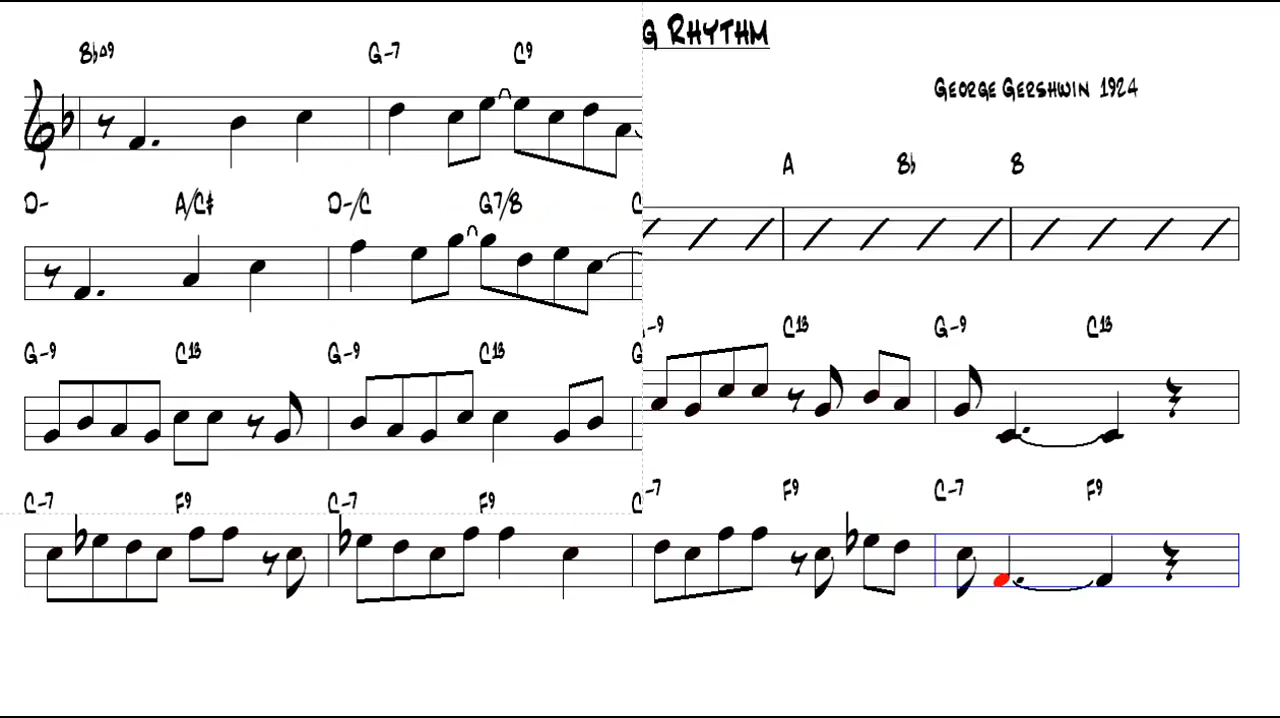 G RHYTHM
B♭Δ9 G-7 C9
GEORGE GERSHWIN 1924
A B♭ B
D- A/C# D-/C G7/B C
-9 C13 G-9 C13
G-9 C13 G-9 C13 G
-7 F9 C-7 F9
C-7 F9 C-7 F9 C